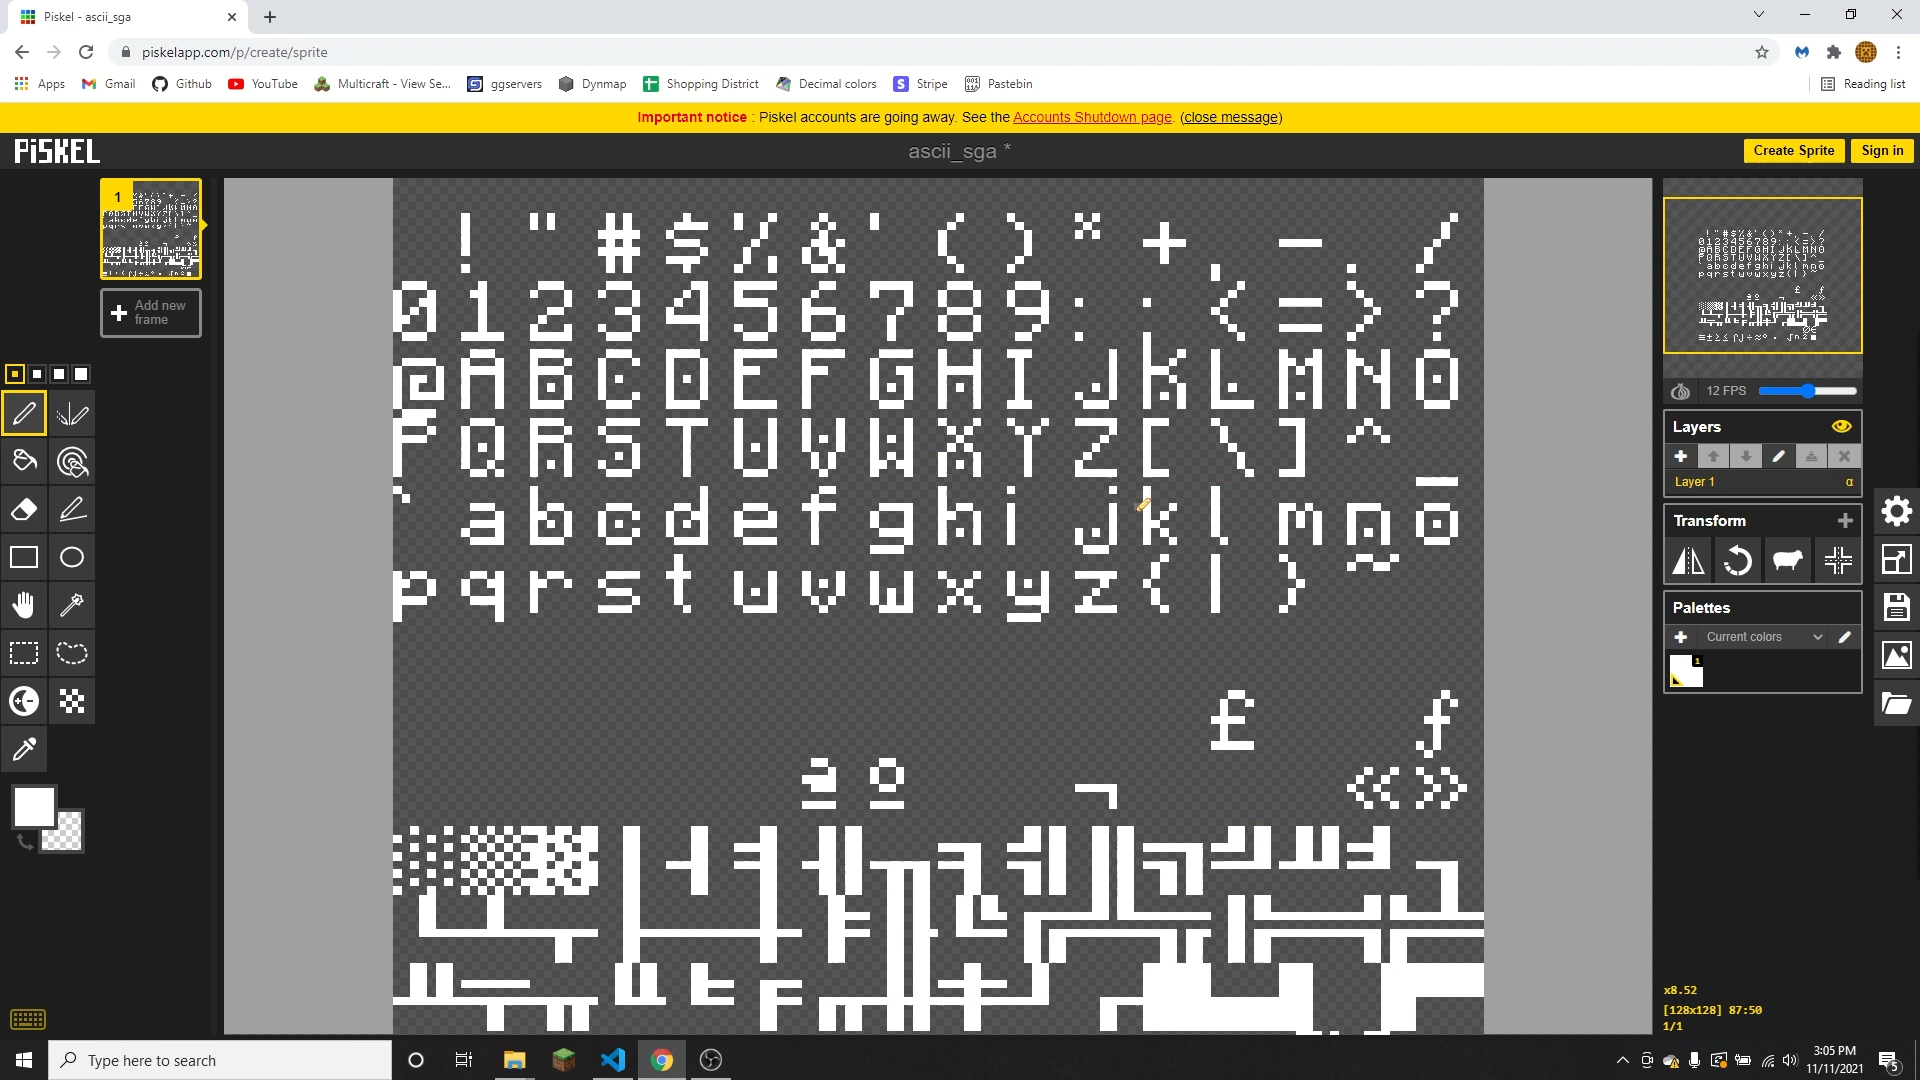 Piskel - ascii_sga
piskelapp.com/p/create/sprite
Apps Gmail Github YouTube Multicraft - View Se... ggservers Dynmap Shopping District Decimal colors Stripe Pastebin Reading list
Important notice : Piskel accounts are going away. See the Accounts Shutdown page. (close message)
PiSKEL
ascii_sga *
Create Sprite Sign in
1
Add new
frame
! " # $ % & ' ( ) * + , - . /
0 1 2 3 4 5 6 7 8 9 : ; < = > ?
@ A B C D E F G H I J k L M N O
P Q R S T U V W X Y Z [ \ ] ^ _
` a b c d e f g h i j k l m n o
p q r s t u v w x y z { | } ~
£ ƒ
ª º ¬ « »
12 FPS
Layers
Layer 1 α
Transform
Palettes
Current colors
1
x8.52
[128x128] 87:50
1/1
Type here to search
3:05 PM
11/11/2021
5